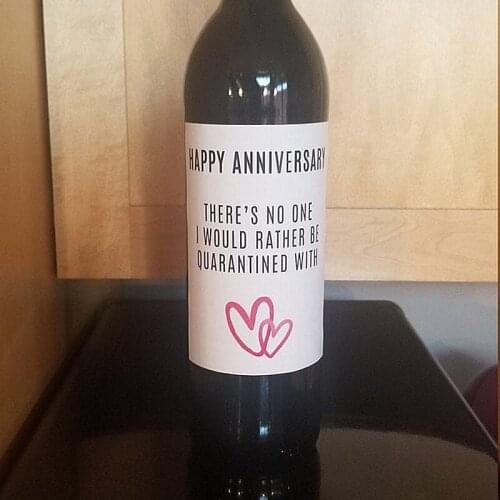 HAPPY ANNIVERSARY
THERE'S NO ONE
I WOULD RATHER BE
QUARANTINED WITH